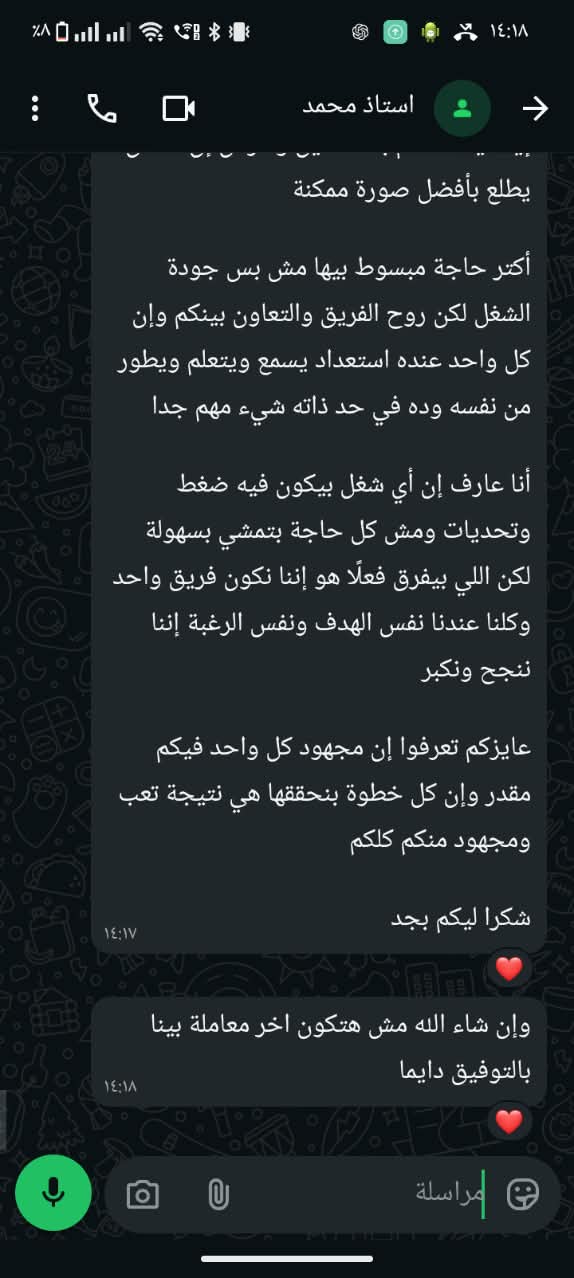 ١٤:١٨
٪٨
استاذ محمد
يطلع بأفضل صورة ممكنة
أكتر حاجة مبسوط بيها مش بس جودة
الشغل لكن روح الفريق والتعاون بينكم وإن
كل واحد عنده استعداد يسمع ويتعلم ويطور
من نفسه وده في حد ذاته شيء مهم جدا
أنا عارف إن أي شغل بيكون فيه ضغط
وتحديات ومش كل حاجة بتمشي بسهولة
لكن اللي بيفرق فعلًا هو إننا نكون فريق واحد
وكلنا عندنا نفس الهدف ونفس الرغبة إننا
ننجح ونكبر
عايزكم تعرفوا إن مجهود كل واحد فيكم
مقدر وإن كل خطوة بنحققها هي نتيجة تعب
ومجهود منكم كلكم
شكرا ليكم بجد
١٤:١٧
وإن شاء الله مش هتكون اخر معاملة بينا
بالتوفيق دايما
١٤:١٨
مراسلة